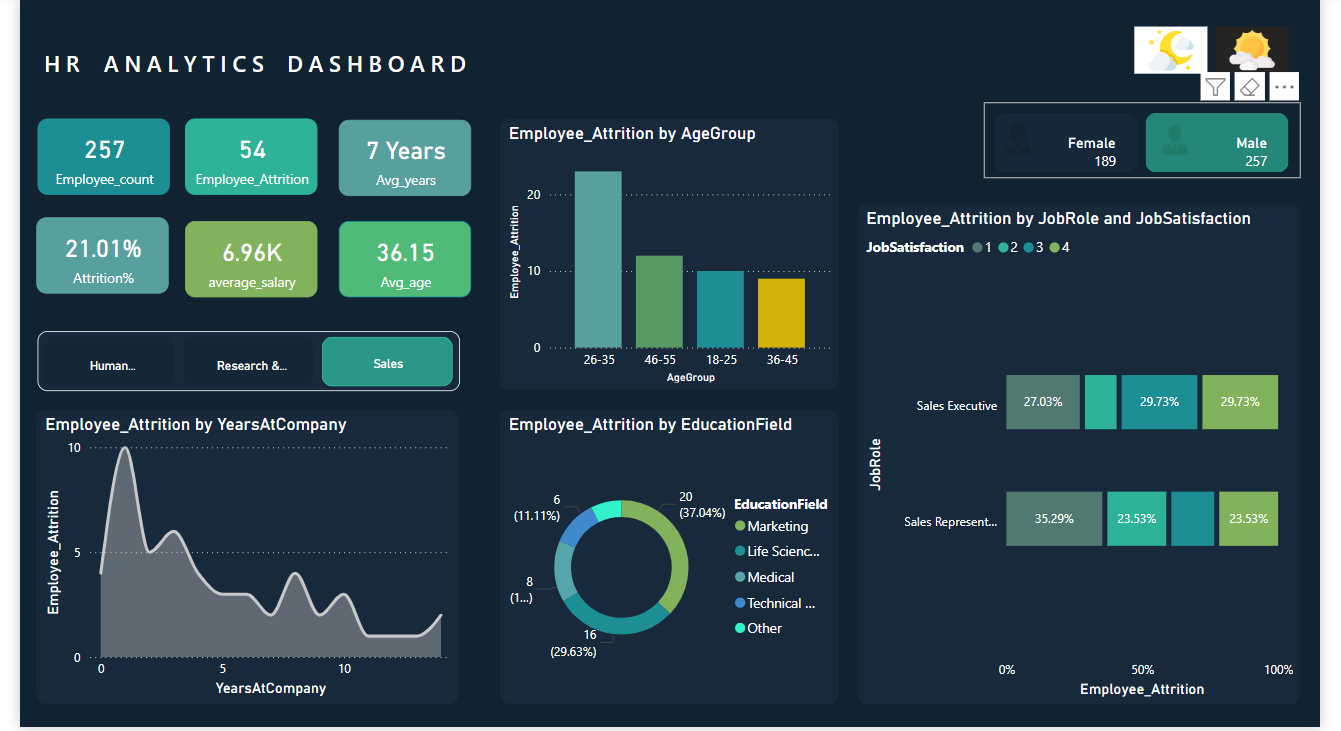 HR ANALYTICS DASHBOARD
257
Employee_count
54
Employee_Attrition
7 Years
Avg_years
21.01%
Attrition%
6.96K
average_salary
36.15
Avg_age
Human...
Research &...
Sales
Female
189
Male
257
Employee_Attrition by AgeGroup
Employee_Attrition
20
10
0
26-35
46-55
18-25
36-45
AgeGroup
Employee_Attrition by JobRole and JobSatisfaction
JobSatisfaction 1 2 3 4
JobRole
Sales Executive
27.03%
29.73%
29.73%
Sales Represent...
35.29%
23.53%
23.53%
0%
50%
100%
Employee_Attrition
Employee_Attrition by YearsAtCompany
Employee_Attrition
10
5
0
0
5
10
YearsAtCompany
Employee_Attrition by EducationField
20
(37.04%)
16
(29.63%)
8
(1...)
6
(11.11%)
EducationField
Marketing
Life Scienc...
Medical
Technical ...
Other